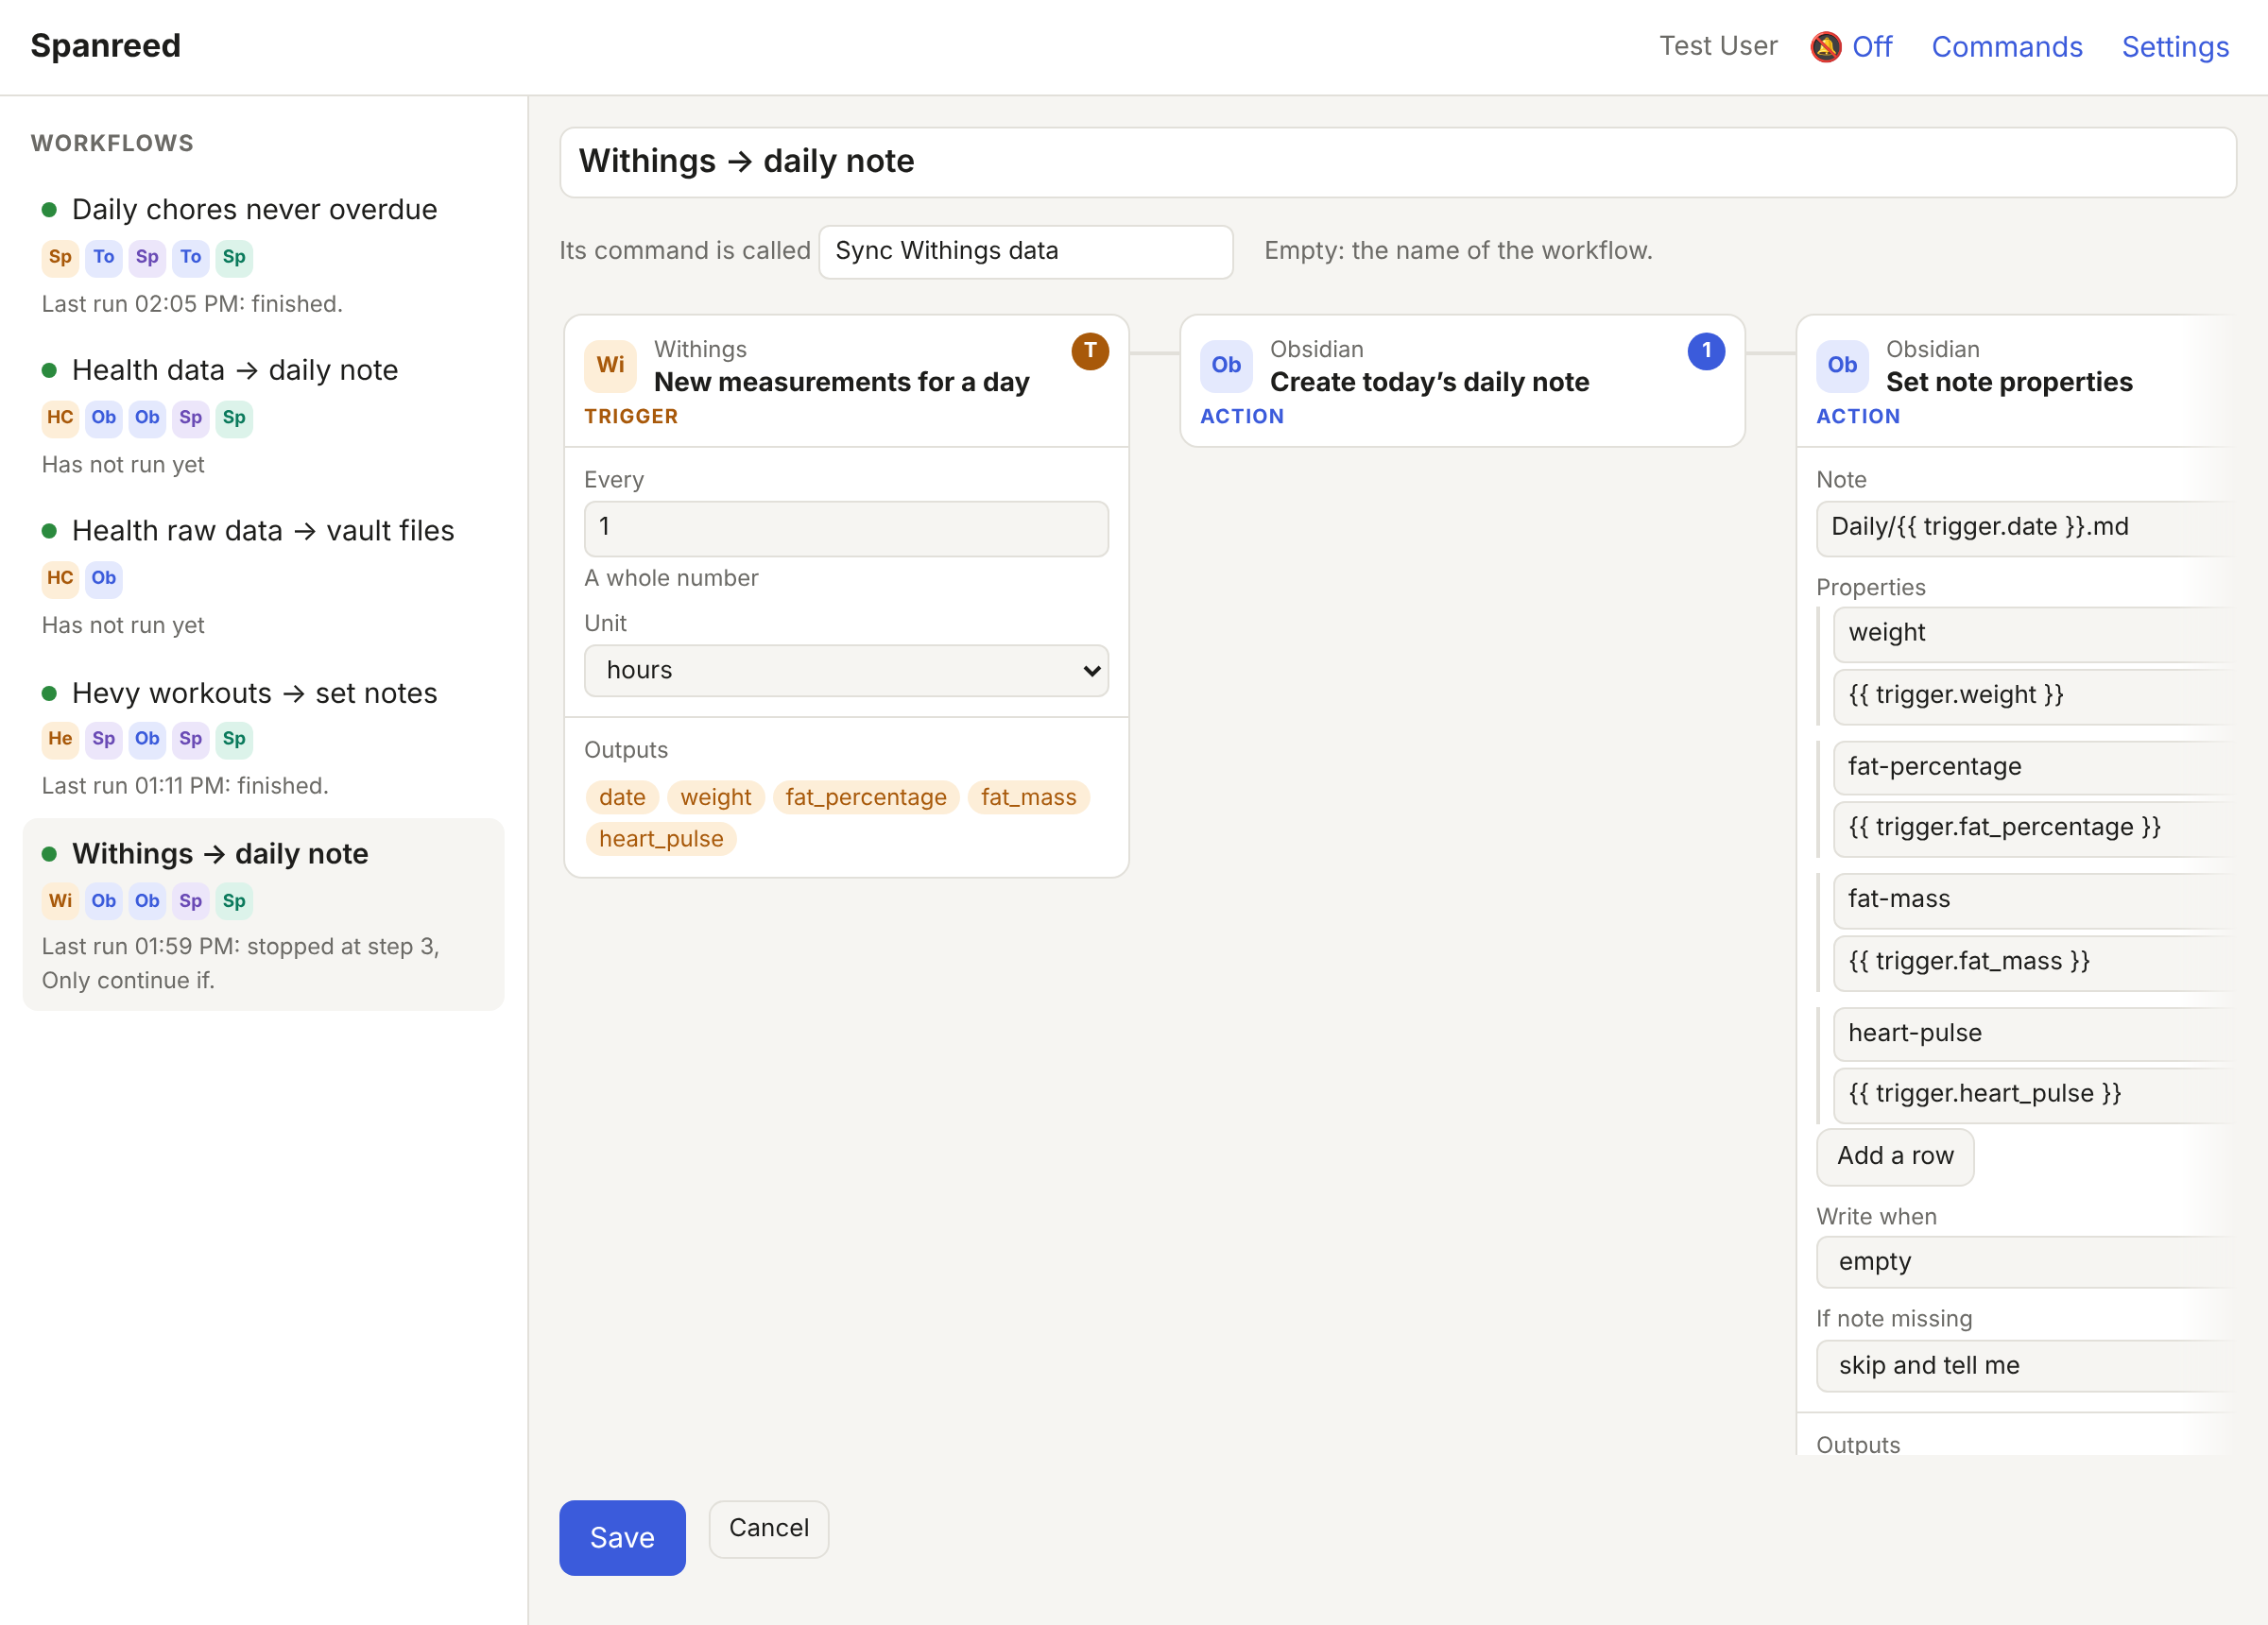 Spanreed
Test User
Off
Commands
Settings
WORKFLOWS
Daily chores never overdue
Sp To Sp To Sp
Last run 02:05 PM: finished.
Health data → daily note
HC Ob Ob Sp Sp
Has not run yet
Health raw data → vault files
HC Ob
Has not run yet
Hevy workouts → set notes
He Sp Ob Sp Sp
Last run 01:11 PM: finished.
Withings → daily note
Wi Ob Ob Sp Sp
Last run 01:59 PM: stopped at step 3,
Only continue if.
Withings → daily note
Its command is called
Sync Withings data
Empty: the name of the workflow.
Wi
Withings
New measurements for a day
T
TRIGGER
Every
1
A whole number
Unit
hours
Outputs
date weight fat_percentage fat_mass
heart_pulse
Ob
Obsidian
Create today’s daily note
1
ACTION
Ob
Obsidian
Set note properties
ACTION
Note
Daily/{{ trigger.date }}.md
Properties
weight
{{ trigger.weight }}
fat-percentage
{{ trigger.fat_percentage }}
fat-mass
{{ trigger.fat_mass }}
heart-pulse
{{ trigger.heart_pulse }}
Add a row
Write when
empty
If note missing
skip and tell me
Outputs
Save
Cancel